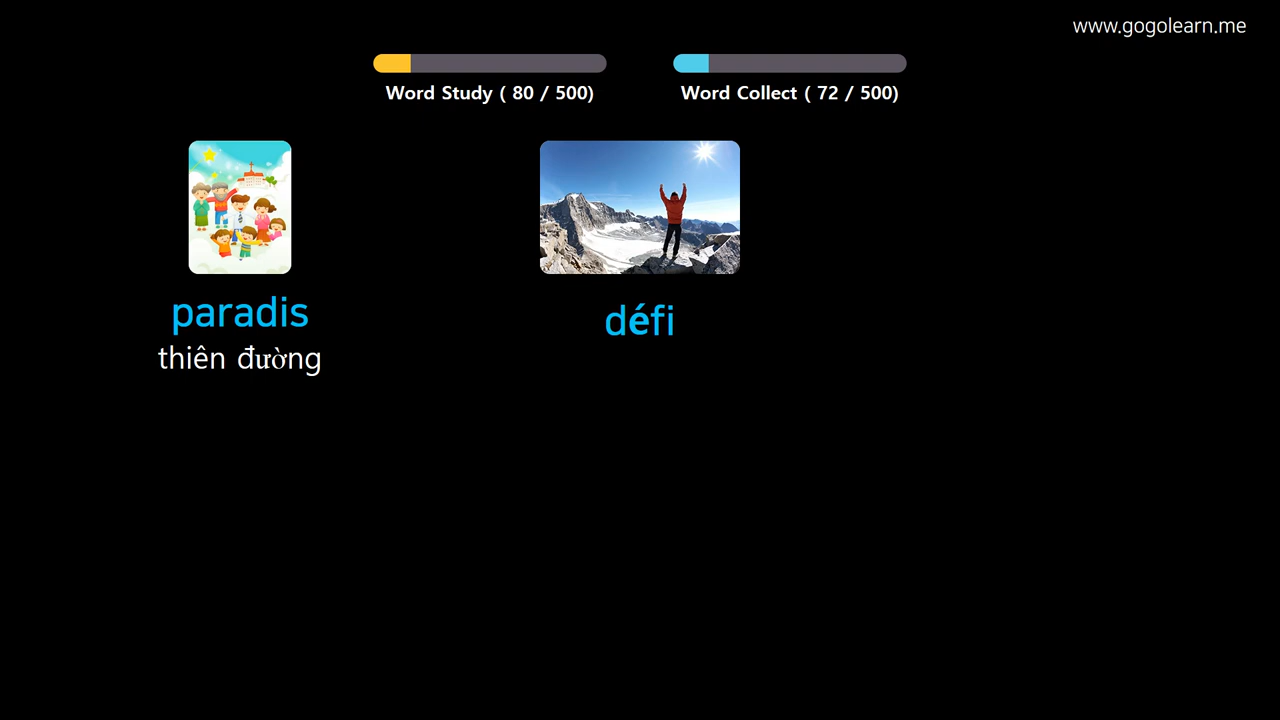 www.gogolearn.me
Word Study ( 80 / 500)
Word Collect ( 72 / 500)
paradis
thiên đường
défi